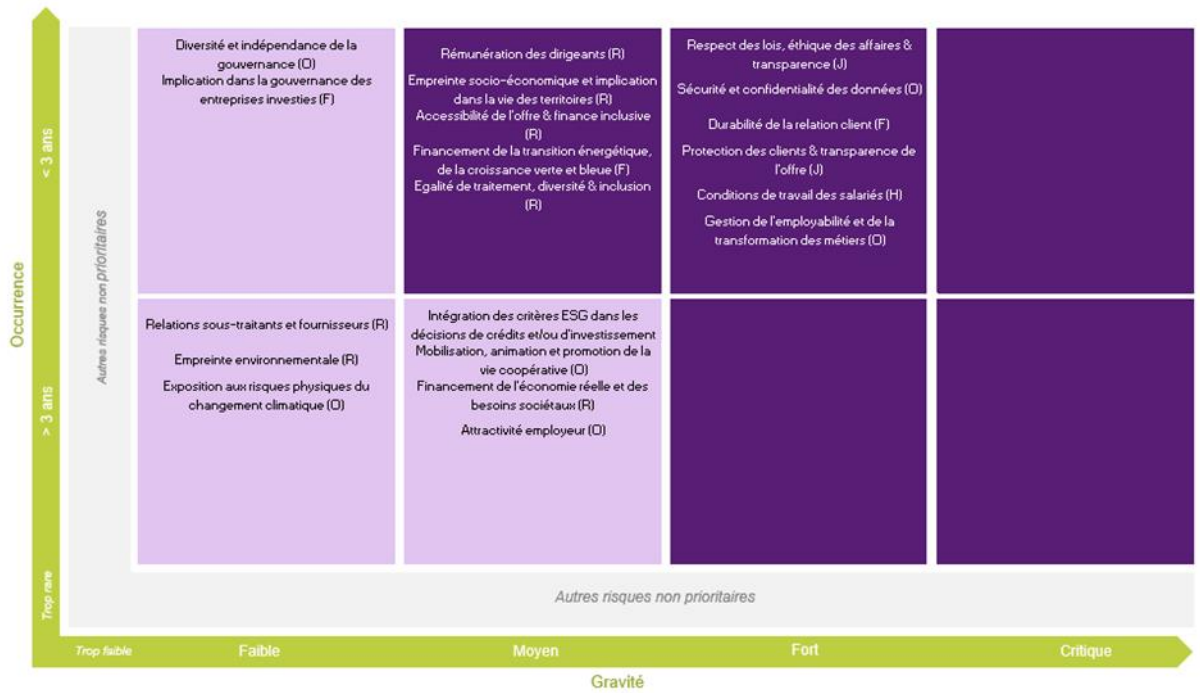 Diversité et indépendance de la
gouvernance (O)
Implication dans la gouvernance des
entreprises investies (F)
Rémunération des dirigeants (R)
Empreinte socio-économique et implication
dans la vie des territoires (R)
Accessibilité de l'offre & finance inclusive
(R)
Financement de la transition énergétique,
de la croissance verte et bleue (F)
Egalité de traitement, diversité & inclusion
(R)
Respect des lois, éthique des affaires &
transparence (J)
Sécurité et confidentialité des données (O)
Durabilité de la relation client (F)
Protection des clients & transparence de
l'offre (J)
Conditions de travail des salariés (H)
Gestion de l'employabilité et de la
transformation des métiers (O)
< 3 ans
Occurrence
Autres risques non prioritaires
Relations sous-traitants et fournisseurs (R)
Empreinte environnementale (R)
Exposition aux risques physiques du
changement climatique (O)
Intégration des critères ESG dans les
décisions de crédits et/ou d'investissement
Mobilisation, animation et promotion de la
vie coopérative (O)
Financement de l'économie réelle et des
besoins sociétaux (R)
Attractivité employeur (O)
> 3 ans
Trop rare
Autres risques non prioritaires
Trop faible
Faible
Moyen
Fort
Critique
Gravité